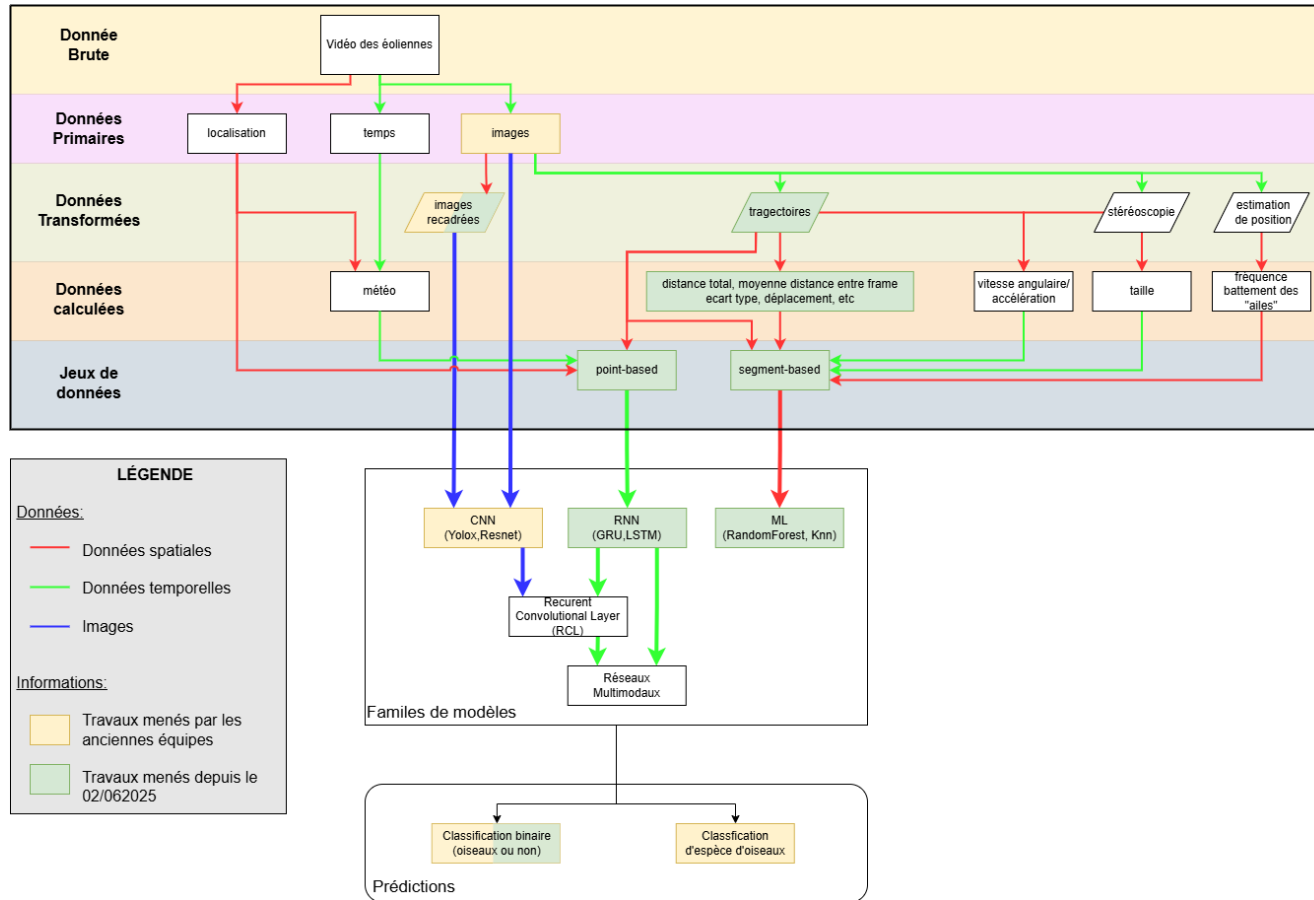 Donnée
Brute
Vidéo des éoliennes
Données
Primaires
localisation
temps
images
Données
Transformées
images
recadrées
tragectoires
stéréoscopie
estimation
de position
Données
calculées
météo
distance total, moyenne distance entre frame
ecart type, déplacement, etc
vitesse angulaire/
accélération
taille
fréquence
battement des
"ailes"
Jeux de
données
point-based
segment-based
LÉGENDE
Données:
Données spatiales
Données temporelles
Images
Informations:
Travaux menés par les
anciennes équipes
Travaux menés depuis le
02/062025
CNN
(Yolox,Resnet)
RNN
(GRU,LSTM)
ML
(RandomForest, Knn)
Recurent
Convolutional Layer
(RCL)
Réseaux
Multimodaux
Familes de modèles
Classification binaire
(oiseaux ou non)
Classfication
d'espèce d'oiseaux
Prédictions